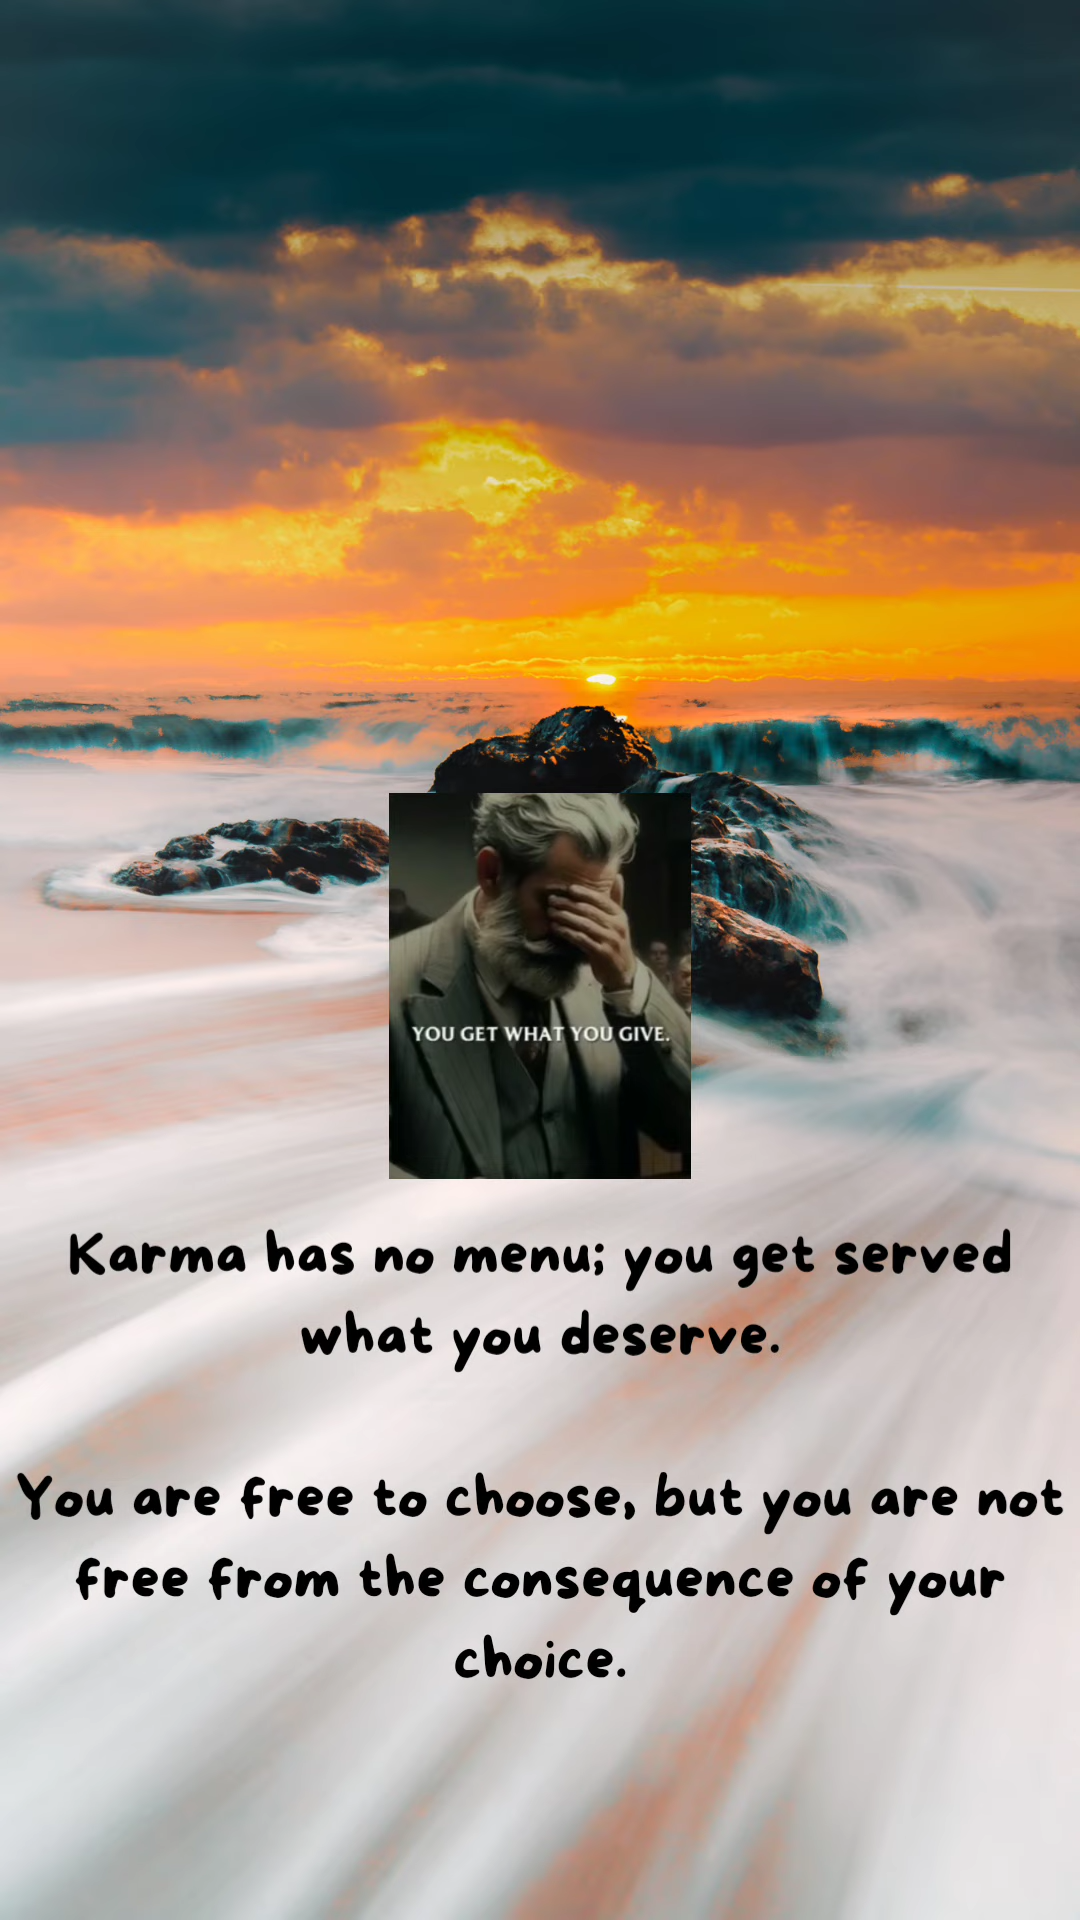 YOU GET WHAT YOU GIVE.
Karma has no menu; you get served
what you deserve.
You are free to choose, but you are not
free from the consequence of your
choice.